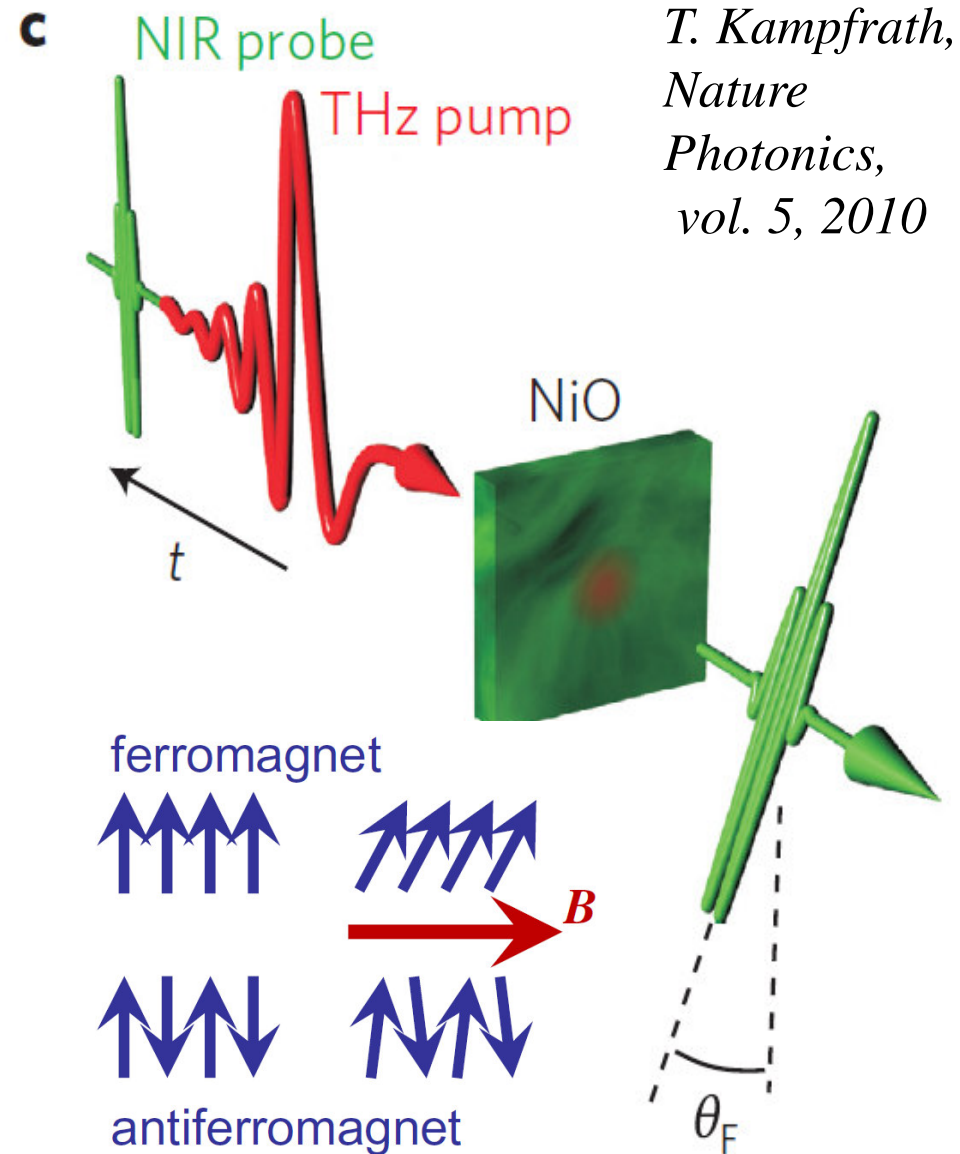 c
NIR probe
THz pump
T. Kampfrath,
Nature
Photonics,
vol. 5, 2010
NiO
t
ferromagnet
B
antiferromagnet
θF